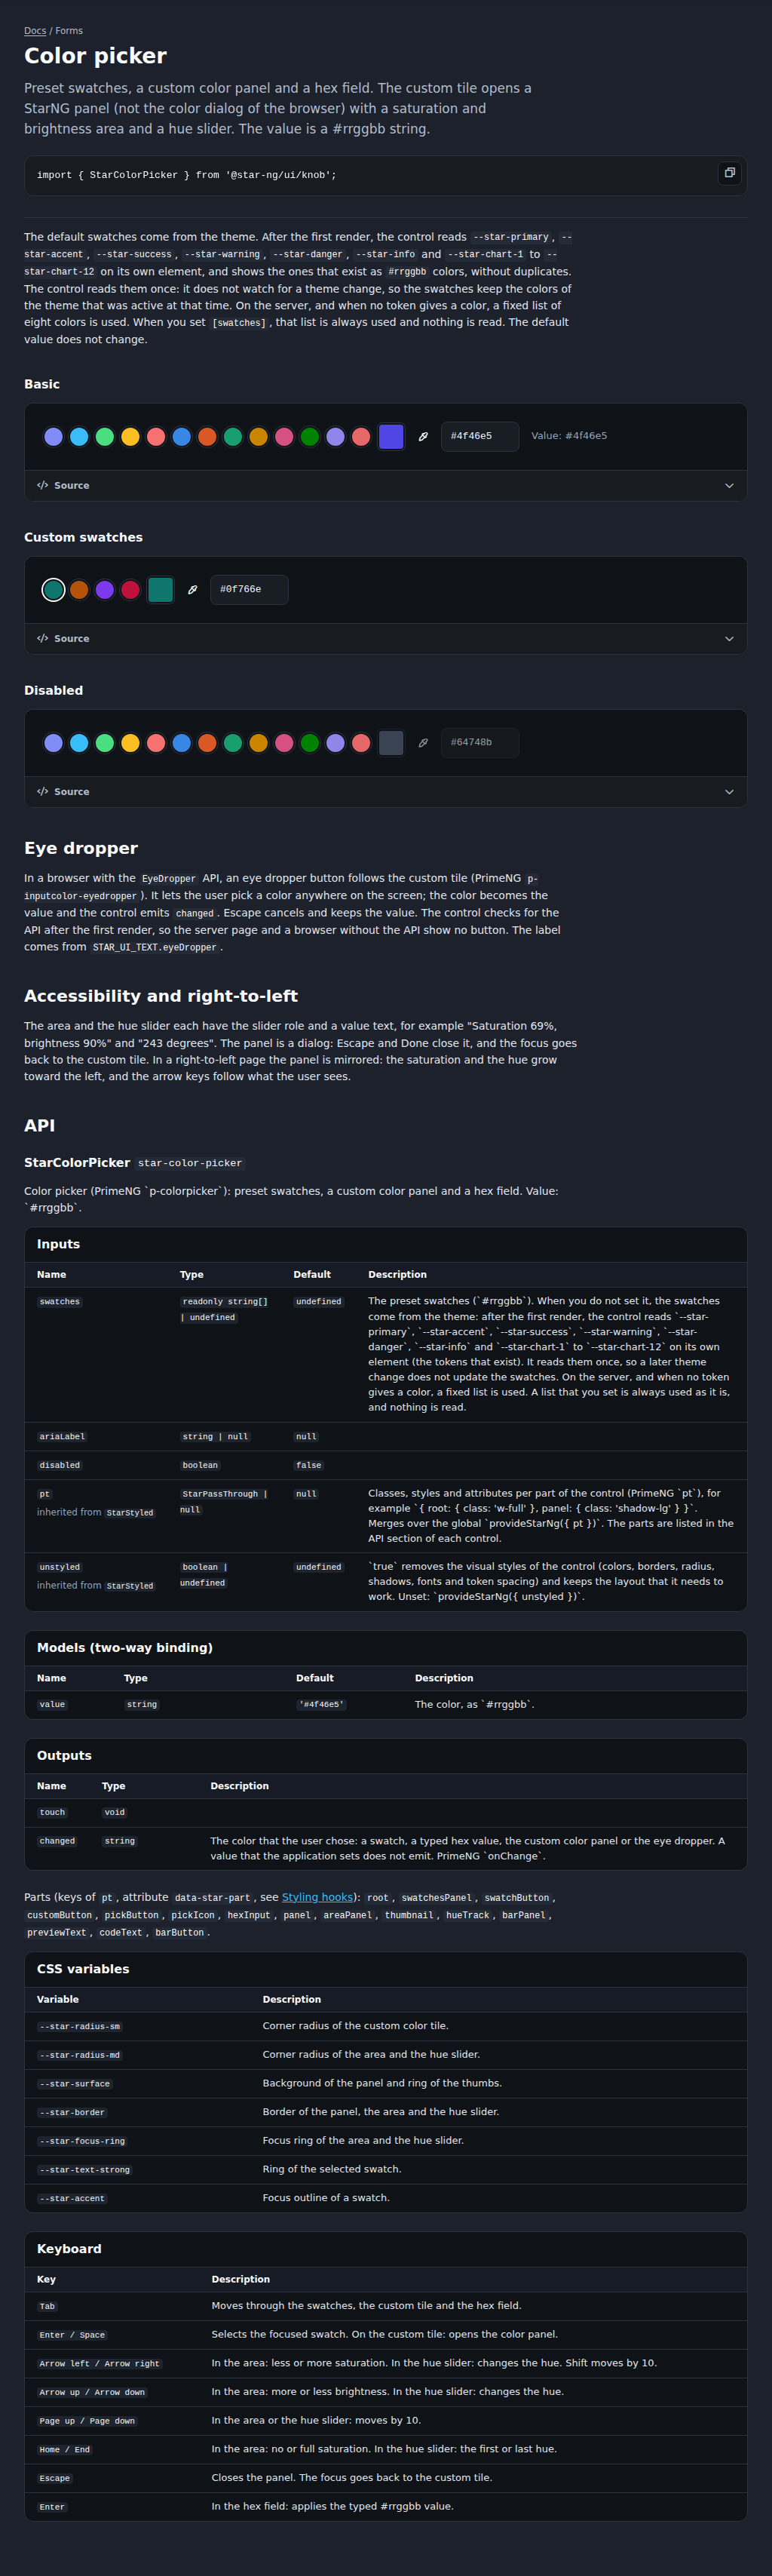 Docs / Forms
Color picker
Preset swatches, a custom color panel and a hex field. The custom tile opens a
StarNG panel (not the color dialog of the browser) with a saturation and
brightness area and a hue slider. The value is a #rrggbb string.
import { StarColorPicker } from '@star-ng/ui/knob';
The default swatches come from the theme. After the first render, the control reads --star-primary, --
star-accent, --star-success, --star-warning, --star-danger, --star-info and --star-chart-1 to --
star-chart-12 on its own element, and shows the ones that exist as #rrggbb colors, without duplicates.
The control reads them once: it does not watch for a theme change, so the swatches keep the colors of
the theme that was active at that time. On the server, and when no token gives a color, a fixed list of
eight colors is used. When you set [swatches], that list is always used and nothing is read. The default
value does not change.
Basic
#4f46e5 Value: #4f46e5
Source
Custom swatches
#0f766e
Source
Disabled
#64748b
Source
Eye dropper
In a browser with the EyeDropper API, an eye dropper button follows the custom tile (PrimeNG p-
inputcolor-eyedropper). It lets the user pick a color anywhere on the screen; the color becomes the
value and the control emits changed. Escape cancels and keeps the value. The control checks for the
API after the first render, so the server page and a browser without the API show no button. The label
comes from STAR_UI_TEXT.eyeDropper.
Accessibility and right-to-left
The area and the hue slider each have the slider role and a value text, for example "Saturation 69%,
brightness 90%" and "243 degrees". The panel is a dialog: Escape and Done close it, and the focus goes
back to the custom tile. In a right-to-left page the panel is mirrored: the saturation and the hue grow
toward the left, and the arrow keys follow what the user sees.
API
StarColorPicker star-color-picker
Color picker (PrimeNG `p-colorpicker`): preset swatches, a custom color panel and a hex field. Value:
`#rrggbb`.
Inputs
Name Type Default Description
swatches readonly string[] undefined The preset swatches (`#rrggbb`). When you do not set it, the swatches
| undefined come from the theme: after the first render, the control reads `--star-
primary`, `--star-accent`, `--star-success`, `--star-warning`, `--star-
danger`, `--star-info` and `--star-chart-1` to `--star-chart-12` on its own
element (the tokens that exist). It reads them once, so a later theme
change does not update the swatches. On the server, and when no token
gives a color, a fixed list is used. A list that you set is always used as it is,
and nothing is read.
ariaLabel string | null null
disabled boolean false
pt StarPassThrough | null Classes, styles and attributes per part of the control (PrimeNG `pt`), for
inherited from StarStyled null example `{ root: { class: 'w-full' }, panel: { class: 'shadow-lg' } }`.
Merges over the global `provideStarNg({ pt })`. The parts are listed in the
API section of each control.
unstyled boolean | undefined `true` removes the visual styles of the control (colors, borders, radius,
inherited from StarStyled undefined shadows, fonts and token spacing) and keeps the layout that it needs to
work. Unset: `provideStarNg({ unstyled })`.
Models (two-way binding)
Name Type Default Description
value string '#4f46e5' The color, as `#rrggbb`.
Outputs
Name Type Description
touch void
changed string The color that the user chose: a swatch, a typed hex value, the custom color panel or the eye dropper. A
value that the application sets does not emit. PrimeNG `onChange`.
Parts (keys of pt, attribute data-star-part, see Styling hooks): root, swatchesPanel, swatchButton,
customButton, pickButton, pickIcon, hexInput, panel, areaPanel, thumbnail, hueTrack, barPanel,
previewText, codeText, barButton.
CSS variables
Variable Description
--star-radius-sm Corner radius of the custom color tile.
--star-radius-md Corner radius of the area and the hue slider.
--star-surface Background of the panel and ring of the thumbs.
--star-border Border of the panel, the area and the hue slider.
--star-focus-ring Focus ring of the area and the hue slider.
--star-text-strong Ring of the selected swatch.
--star-accent Focus outline of a swatch.
Keyboard
Key Description
Tab Moves through the swatches, the custom tile and the hex field.
Enter / Space Selects the focused swatch. On the custom tile: opens the color panel.
Arrow left / Arrow right In the area: less or more saturation. In the hue slider: changes the hue. Shift moves by 10.
Arrow up / Arrow down In the area: more or less brightness. In the hue slider: changes the hue.
Page up / Page down In the area or the hue slider: moves by 10.
Home / End In the area: no or full saturation. In the hue slider: the first or last hue.
Escape Closes the panel. The focus goes back to the custom tile.
Enter In the hex field: applies the typed #rrggbb value.